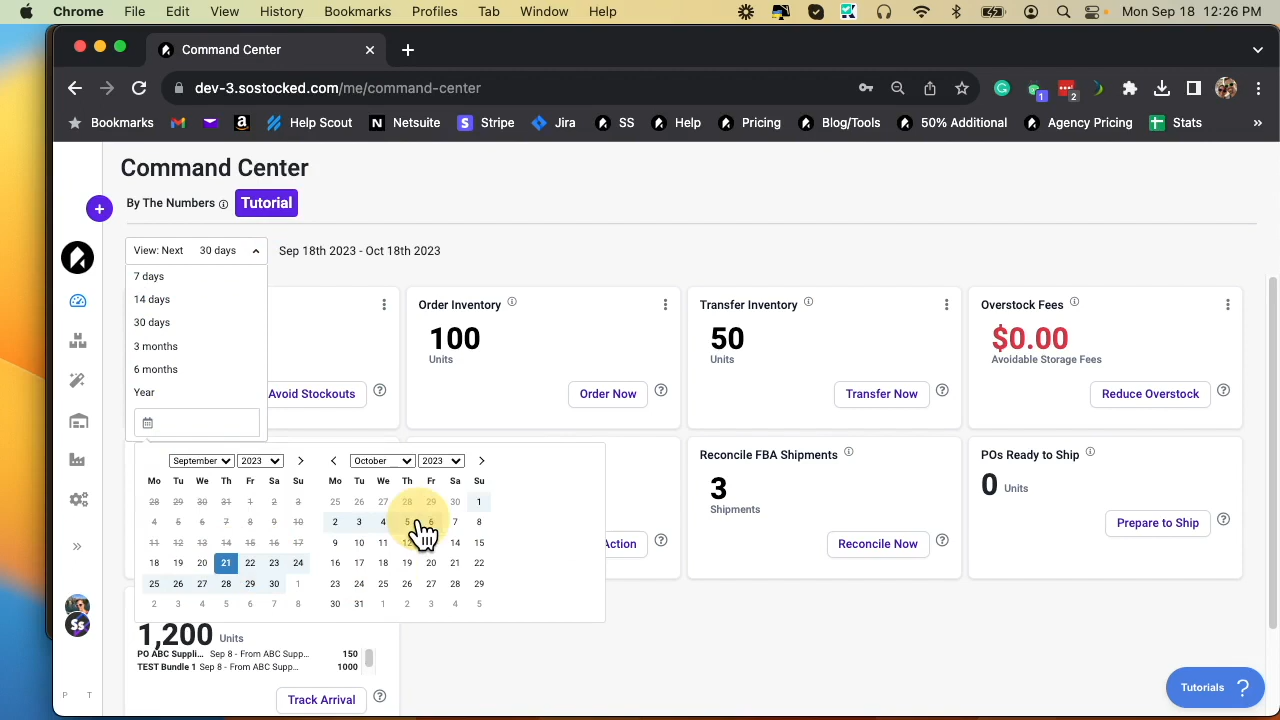 Chrome File Edit View History Bookmarks Profiles Tab Window Help Mon Sep 18 12:26 PM
Command Center
dev-3.sostocked.com/me/command-center
1 2
Bookmarks Help Scout Netsuite Stripe Jira SS Help Pricing Blog/Tools 50% Additional Agency Pricing Stats »
Command Center
By The Numbers Tutorial
View: Next 30 days Sep 18th 2023 - Oct 18th 2023
7 days
14 days
30 days
3 months
6 months
Year
Avoid Stockouts
Order Inventory
100
Units
Order Now
Transfer Inventory
50
Units
Transfer Now
Overstock Fees
$0.00
Avoidable Storage Fees
Reduce Overstock
September 2023 October 2023
Mo Tu We Th Fr Sa Su Mo Tu We Th Fr Sa Su
28 29 30 31 1 2 3 25 26 27 28 29 30 1
4 5 6 7 8 9 10 2 3 4 5 6 7 8
11 12 13 14 15 16 17 9 10 11 12 14 15
18 19 20 21 22 23 24 16 17 18 19 20 21 22
25 26 27 28 29 30 1 23 24 25 26 27 28 29
2 3 4 5 6 7 8 30 31 1 2 3 4 5
Action
Reconcile FBA Shipments
3
Shipments
Reconcile Now
POs Ready to Ship
0 Units
Prepare to Ship
1,200 Units
PO ABC Suppli... Sep 8 - From ABC Supp... 150
TEST Bundle 1 Sep 8 - From ABC Supp... 1000
Track Arrival
Ss
P T
Tutorials ?